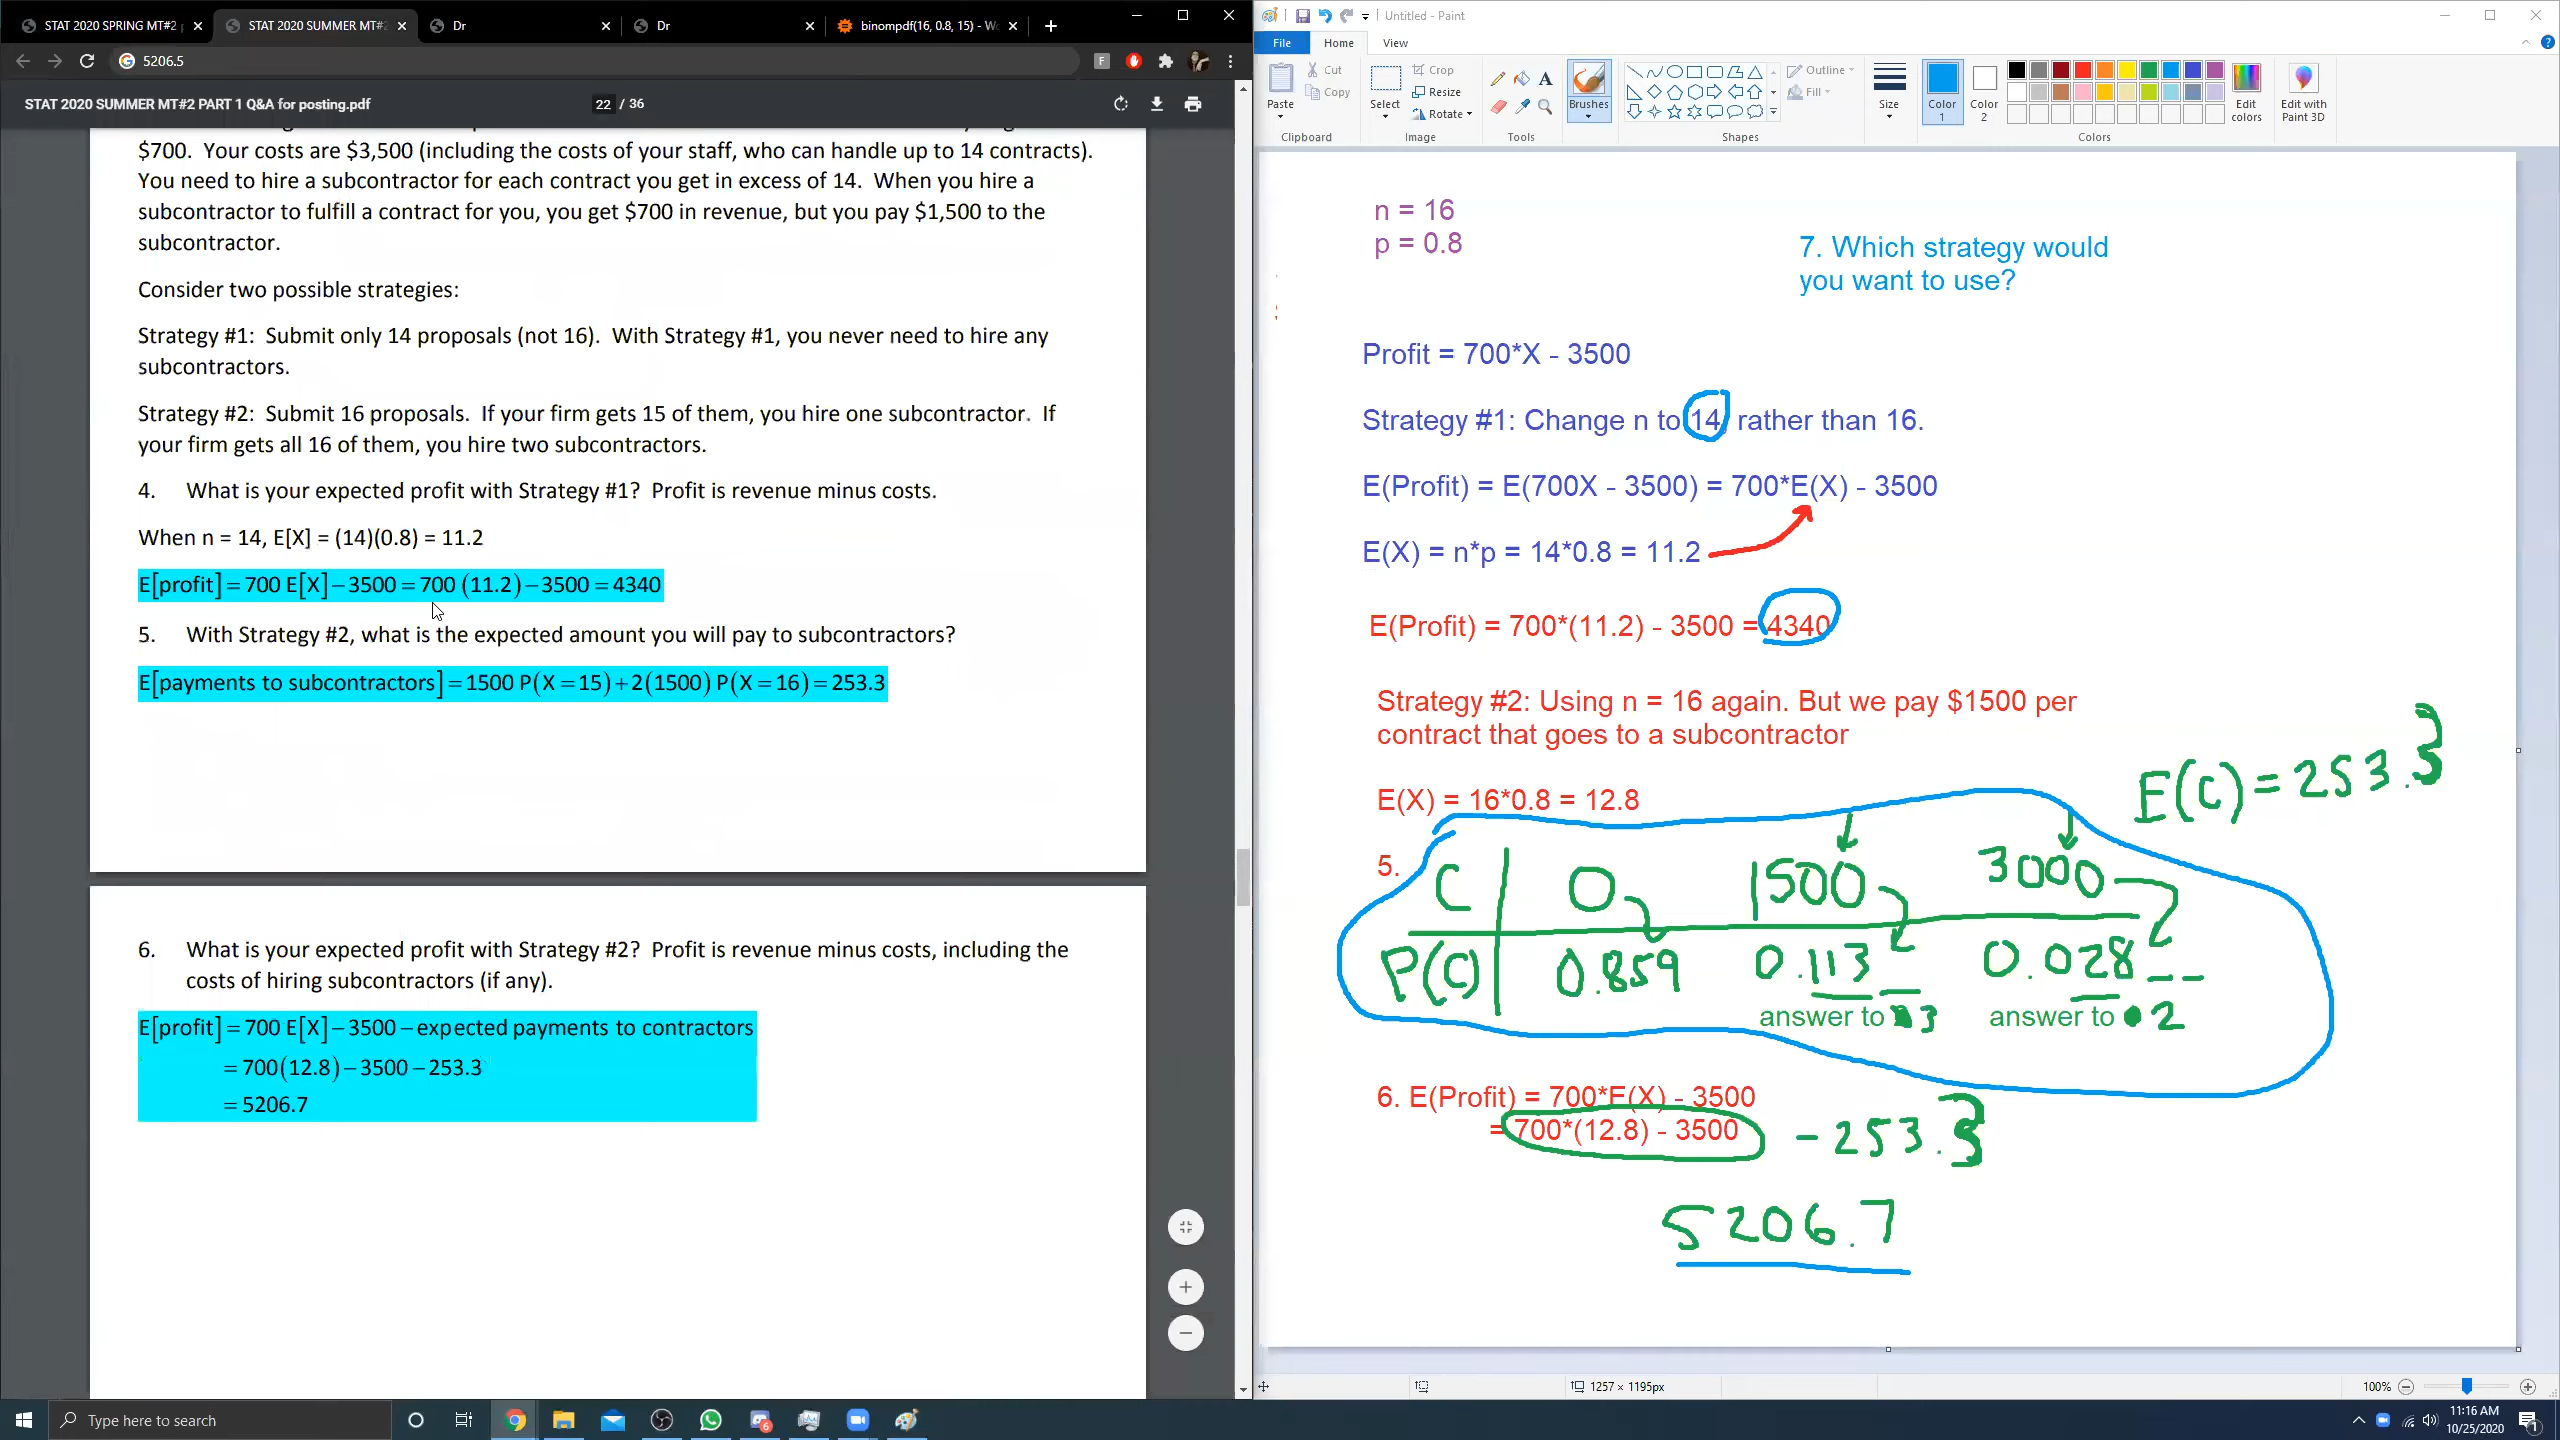 STAT 2020 SPRING MT#2 p
STAT 2020 SUMMER MT#2
Dr
Dr
binompdf(16, 0.8, 15) - Wo
5206.5
STAT 2020 SUMMER MT#2 PART 1 Q&A for posting.pdf
22 / 36
$700. Your costs are $3,500 (including the costs of your staff, who can handle up to 14 contracts).
You need to hire a subcontractor for each contract you get in excess of 14. When you hire a
subcontractor to fulfill a contract for you, you get $700 in revenue, but you pay $1,500 to the
subcontractor.
Consider two possible strategies:
Strategy #1: Submit only 14 proposals (not 16). With Strategy #1, you never need to hire any
subcontractors.
Strategy #2: Submit 16 proposals. If your firm gets 15 of them, you hire one subcontractor. If
your firm gets all 16 of them, you hire two subcontractors.
4. What is your expected profit with Strategy #1? Profit is revenue minus costs.
When n = 14, E[X] = (14)(0.8) = 11.2
E[profit] = 700 E[X] − 3500 = 700 (11.2) − 3500 = 4340
5. With Strategy #2, what is the expected amount you will pay to subcontractors?
E[payments to subcontractors] = 1500 P(X = 15) + 2(1500) P(X = 16) = 253.3
6. What is your expected profit with Strategy #2? Profit is revenue minus costs, including the
costs of hiring subcontractors (if any).
E[profit] = 700 E[X] − 3500 − expected payments to contractors
= 700(12.8) − 3500 − 253.3
= 5206.7
Type here to search
Untitled - Paint
File Home View
Paste
Cut
Copy
Clipboard
Select
Crop
Resize
Rotate
Image
A
Tools
Brushes
Outline
Fill
Shapes
Size
Color
1
Color
2
Edit
colors
Colors
Edit with
Paint 3D
n = 16
p = 0.8
7. Which strategy would
you want to use?
Profit = 700*X - 3500
Strategy #1: Change n to 14, rather than 16.
E(Profit) = E(700X - 3500) = 700*E(X) - 3500
E(X) = n*p = 14*0.8 = 11.2
E(Profit) = 700*(11.2) - 3500 = 4340
Strategy #2: Using n = 16 again. But we pay $1500 per
contract that goes to a subcontractor
E(X) = 16*0.8 = 12.8
E(C) = 253.3
5.
C 0 1500 3000
P(C) 0.859 0.113 0.028
answer to 3 answer to 2
6. E(Profit) = 700*E(X) - 3500
= 700*(12.8) - 3500 - 253.3
5206.7
1257 × 1195px
100%
11:16 AM
10/25/2020